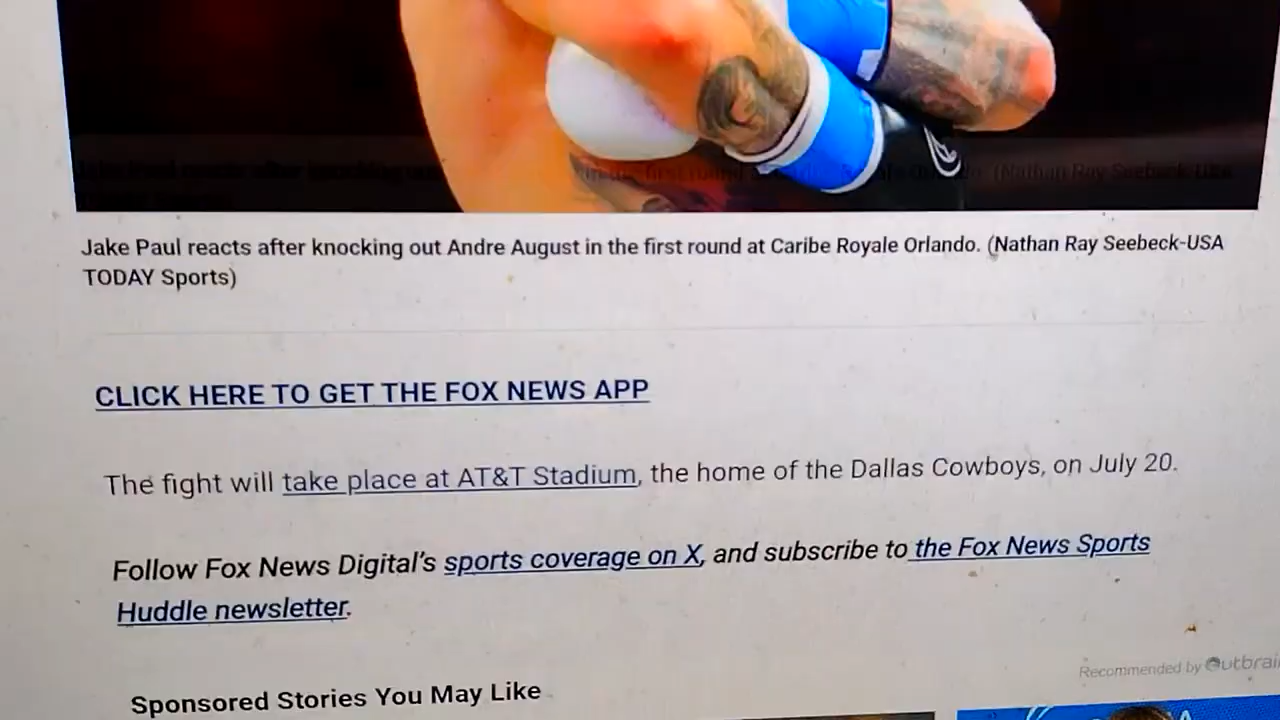 Jake Paul reacts after knocking out Andre August in the first round at Caribe Royale Orlando. (Nathan Ray Seebeck-USA
TODAY Sports)
CLICK HERE TO GET THE FOX NEWS APP
The fight will take place at AT&T Stadium, the home of the Dallas Cowboys, on July 20.
Follow Fox News Digital's sports coverage on X, and subscribe to the Fox News Sports
Huddle newsletter.
Recommended by Outbrain
Sponsored Stories You May Like